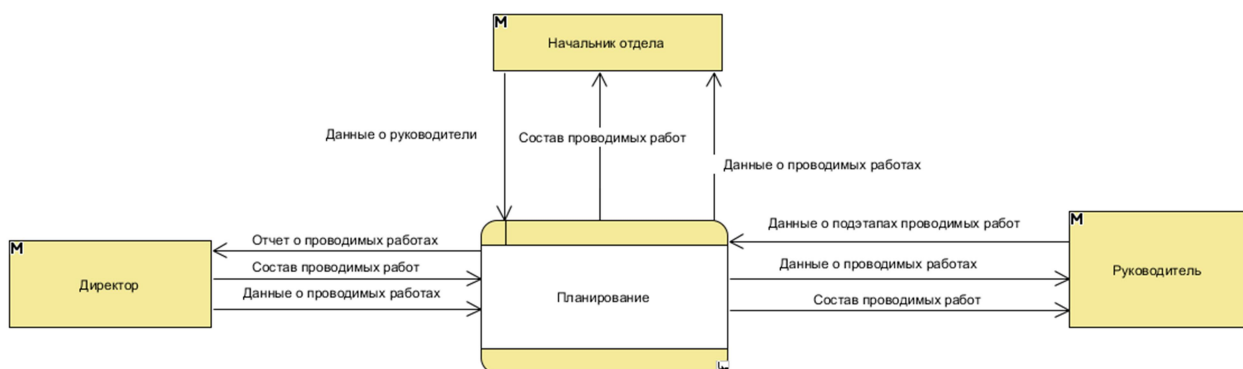 M
Начальник отдела
Данные о руководители
Состав проводимых работ
Данные о проводимых работах
M
Директор
Отчет о проводимых работах
Состав проводимых работ
Данные о проводимых работах
Планирование
Данные о подэтапах проводимых работ
Данные о проводимых работах
Состав проводимых работ
M
Руководитель